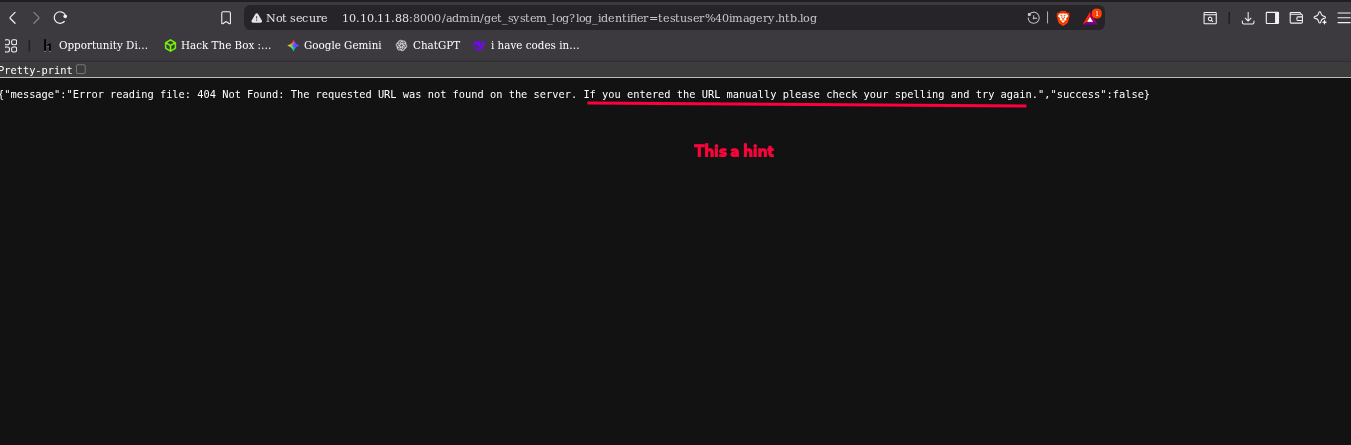 Not secure 10.10.11.88:8000/admin/get_system_log?log_identifier=testuser%40imagery.htb.log 1
Opportunity Di... Hack The Box :... Google Gemini ChatGPT i have codes in...
Pretty-print
{"message":"Error reading file: 404 Not Found: The requested URL was not found on the server. If you entered the URL manually please check your spelling and try again.","success":false}
This a hint